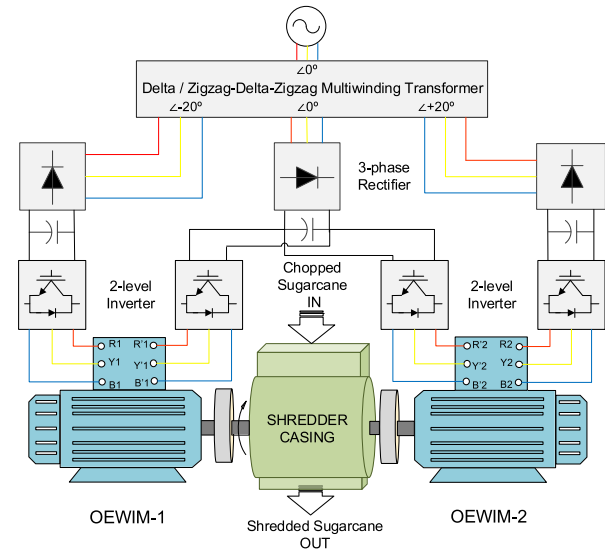 ∠0º
Delta / Zigzag-Delta-Zigzag Multiwinding Transformer
∠-20º
∠0º
∠+20º
3-phase
Rectifier
Chopped
Sugarcane
IN
2-level
Inverter
2-level
Inverter
R1
R'1
Y1
Y'1
B1
B'1
R'2
R2
Y'2
Y2
B'2
B2
SHREDDER
CASING
OEWIM-1
OEWIM-2
Shredded Sugarcane
OUT